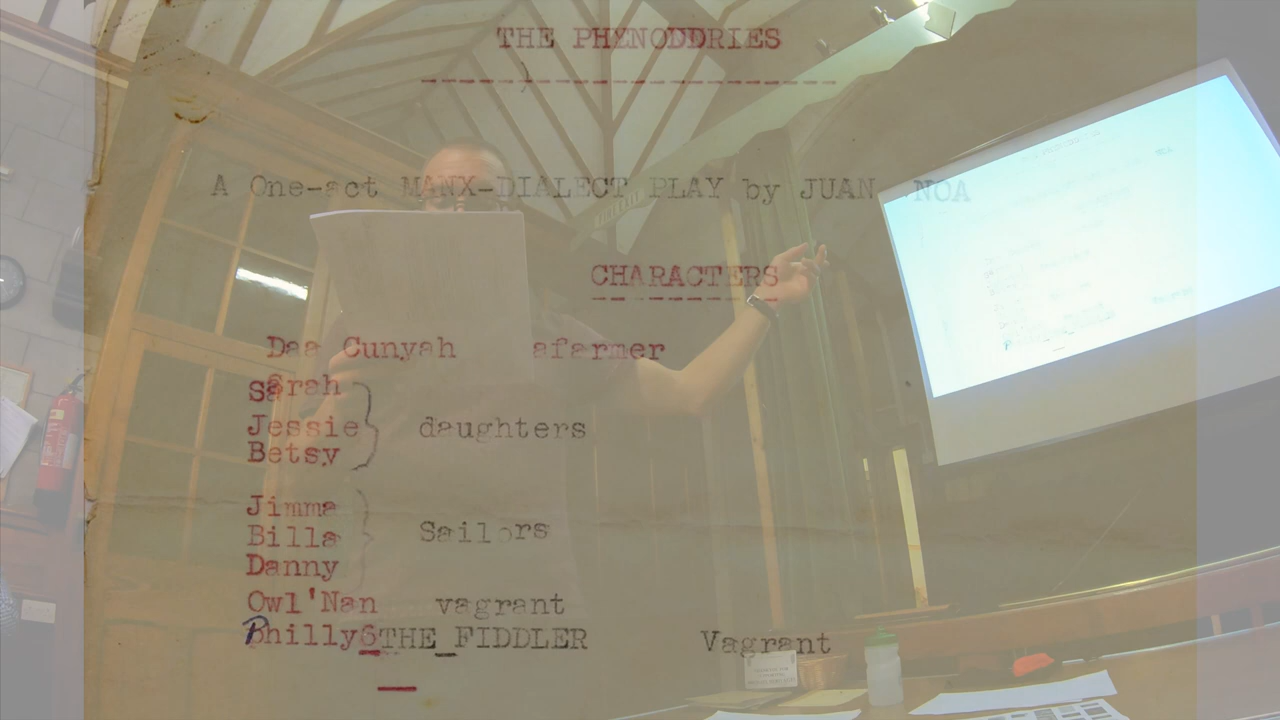 THE PHENODDRIES
A One-act MANX-DIALECT PLAY by JUAN NOA
CHARACTERS
Daa Cunyah afarmer
Sarah
Jessie daughters
Betsy
Jimma
Billa Sailors
Danny
Owl'Nan vagrant
Philly THE FIDDLER Vagrant